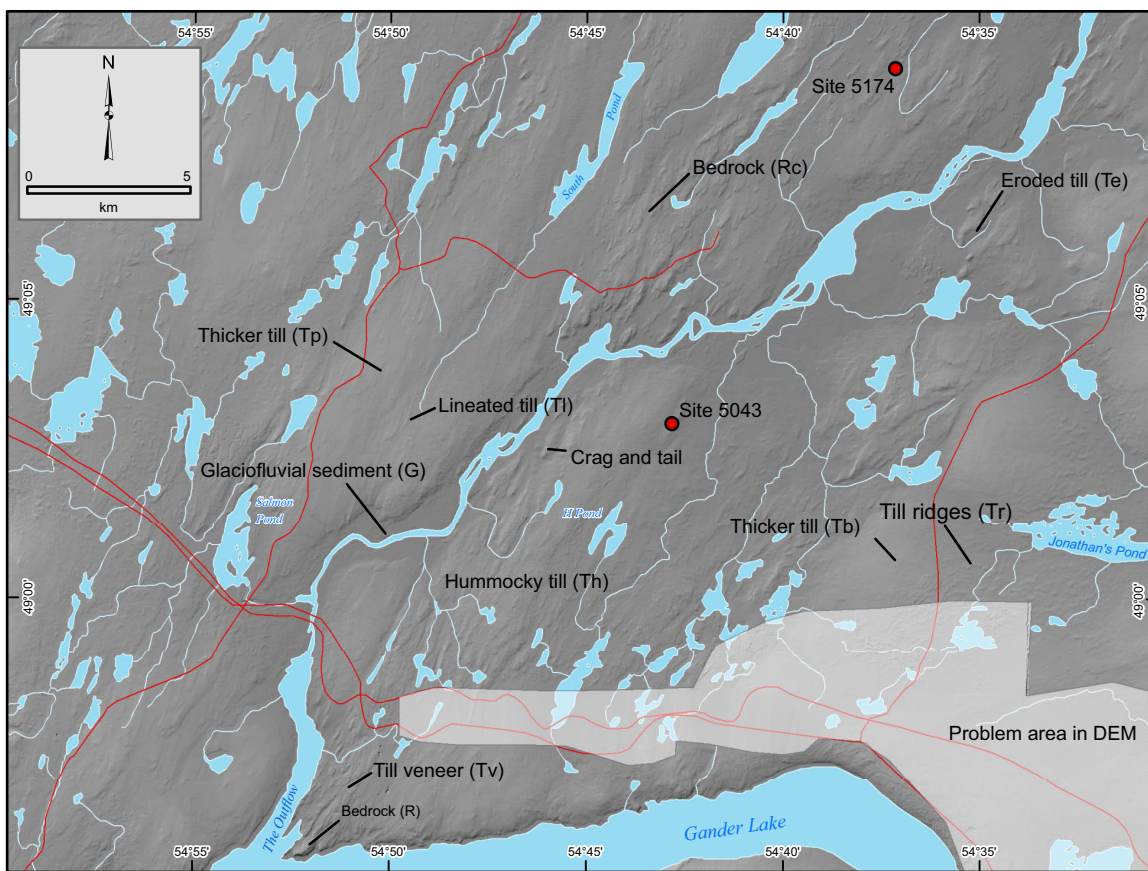 54°55'
54°50'
54°45'
54°40'
54°35'
N
0
5
km
Site 5174
South
Pond
Bedrock (Rc)
Eroded till (Te)
49°05'
49°05'
Thicker till (Tp)
Lineated till (Tl)
Site 5043
Crag and tail
Glaciofluvial sediment (G)
Salmon
Pond
H Pond
Thicker till (Tb)
Till ridges (Tr)
Jonathan's Pond
Hummocky till (Th)
49°00'
49°00'
Problem area in DEM
Till veneer (Tv)
Bedrock (R)
The Outflow
Gander Lake
54°55'
54°50'
54°45'
54°40'
54°35'